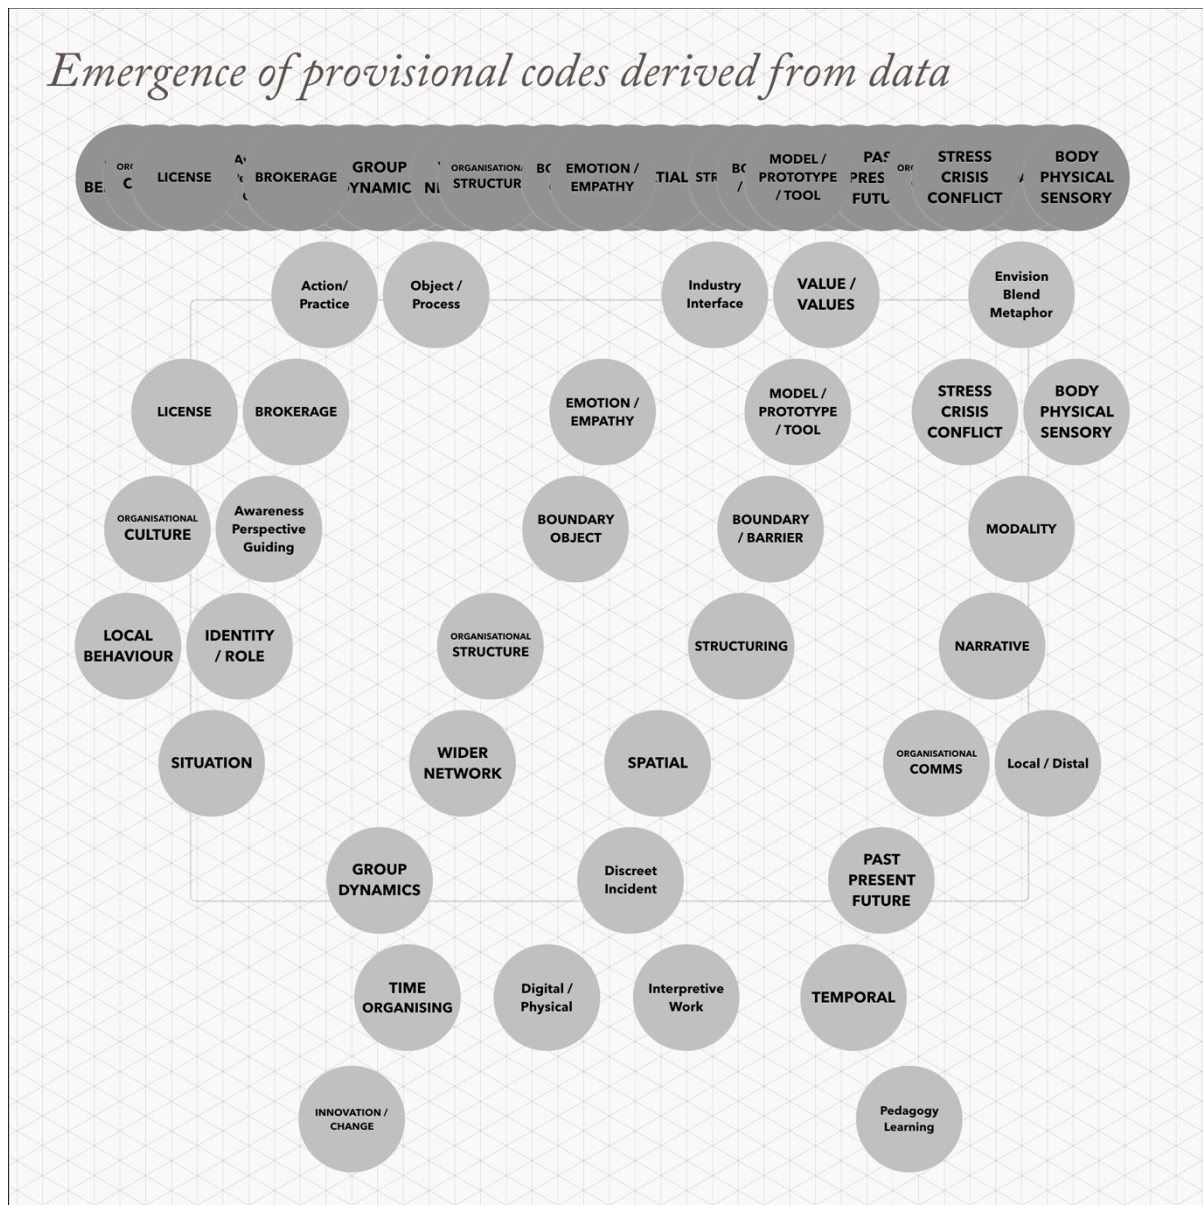 Emergence of provisional codes derived from data
LICENSE
BROKERAGE
GROUP
STRUCTUR
EMOTION /
EMPATHY
MODEL /
PROTOTYPE
/ TOOL
STRESS
CRISIS
CONFLICT
BODY
PHYSICAL
SENSORY
Action/
Practice
Object /
Process
Industry
Interface
VALUE /
VALUES
Envision
Blend
Metaphor
LICENSE
BROKERAGE
EMOTION /
EMPATHY
MODEL /
PROTOTYPE
/ TOOL
STRESS
CRISIS
CONFLICT
BODY
PHYSICAL
SENSORY
ORGANISATIONAL
CULTURE
Awareness
Perspective
Guiding
BOUNDARY
OBJECT
BOUNDARY
/ BARRIER
MODALITY
LOCAL
BEHAVIOUR
IDENTITY
/ ROLE
ORGANISATIONAL
STRUCTURE
STRUCTURING
NARRATIVE
SITUATION
WIDER
NETWORK
SPATIAL
ORGANISATIONAL
COMMS
Local / Distal
GROUP
DYNAMICS
Discreet
Incident
PAST
PRESENT
FUTURE
TIME
ORGANISING
Digital /
Physical
Interpretive
Work
TEMPORAL
INNOVATION /
CHANGE
Pedagogy
Learning